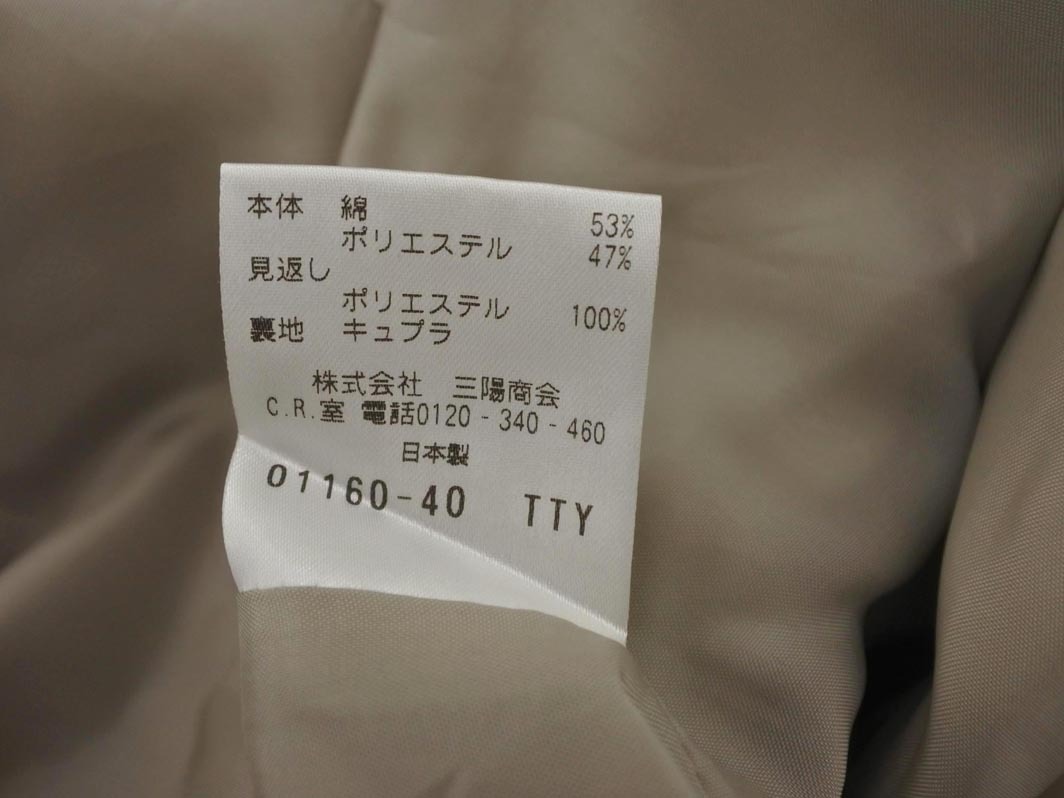 本体 綿 53%
ポリエステル 47%
見返し
ポリエステル 100%
裏地 キュプラ
株式会社 三陽商会
C.R.室 電話0120-340-460
日本製
01160-40 TTY